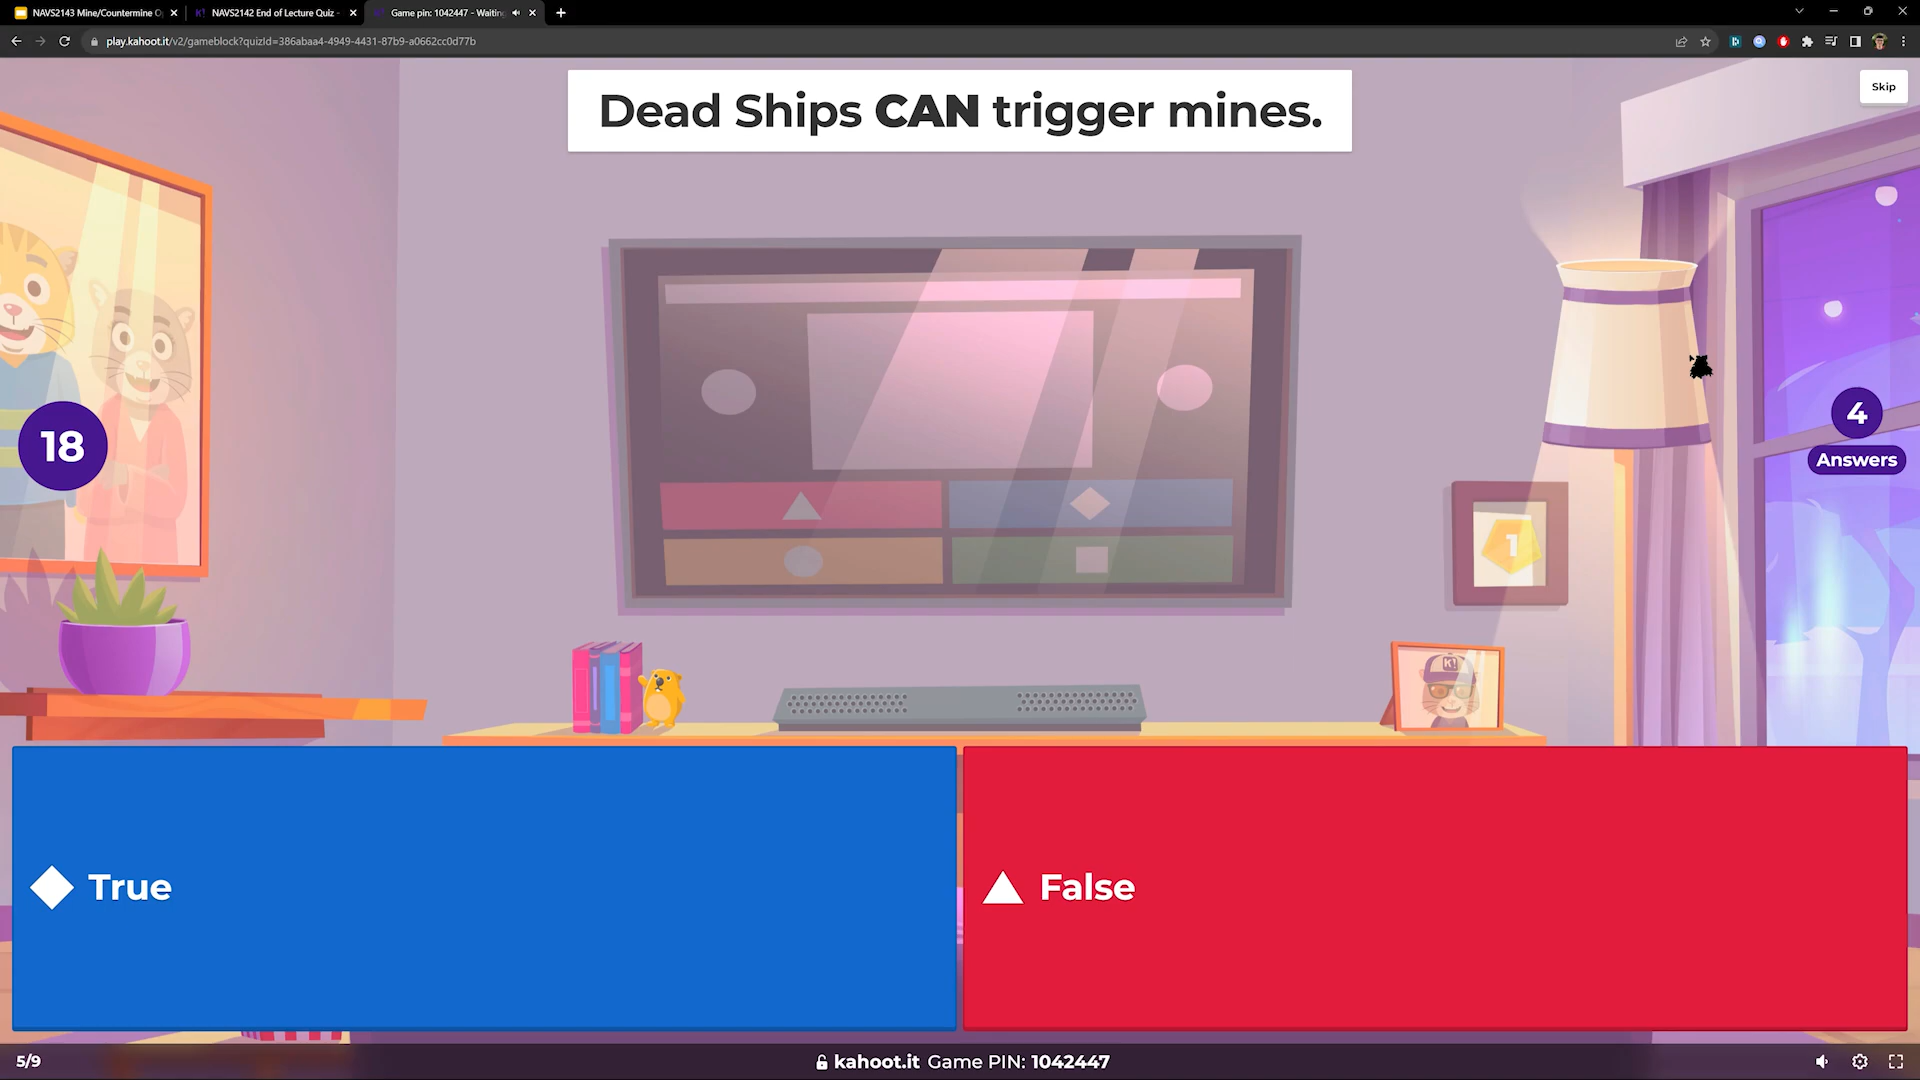 NAVS2143 Mine/Countermine O
NAVS2142 End of Lecture Quiz -
Game pin: 1042447 - Waiting
play.kahoot.it/v2/gameblock?quizId=386abaa4-4949-4431-87b9-a0662cc0d77b
Dead Ships CAN trigger mines.
Skip
18
4
Answers
1
K!
True
False
5/9
kahoot.it Game PIN: 1042447